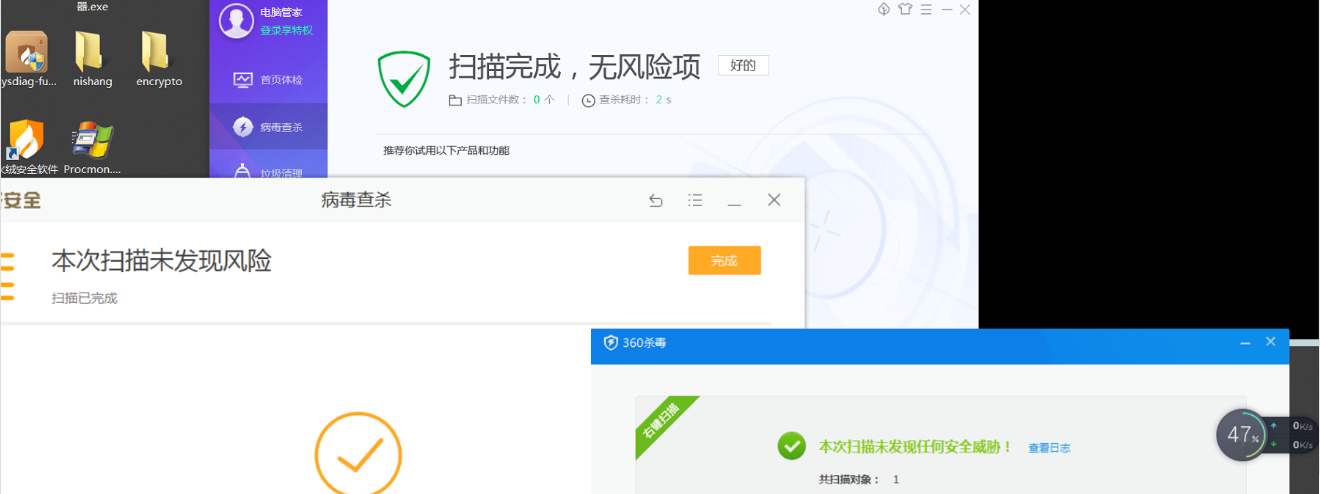 器.exe
ysdiag-fu...
nishang
encrypto
火绒安全软件
Procmon....
电脑管家
登录享特权
首页体检
病毒查杀
垃圾清理
扫描完成，无风险项
好的
扫描文件数： 0 个 | 查杀耗时： 2 s
推荐你试用以下产品和功能
安全
病毒查杀
本次扫描未发现风险
完成
扫描已完成
360杀毒
右键扫描
本次扫描未发现任何安全威胁！
查看日志
共扫描对象： 1
47%
0K/s
0K/s